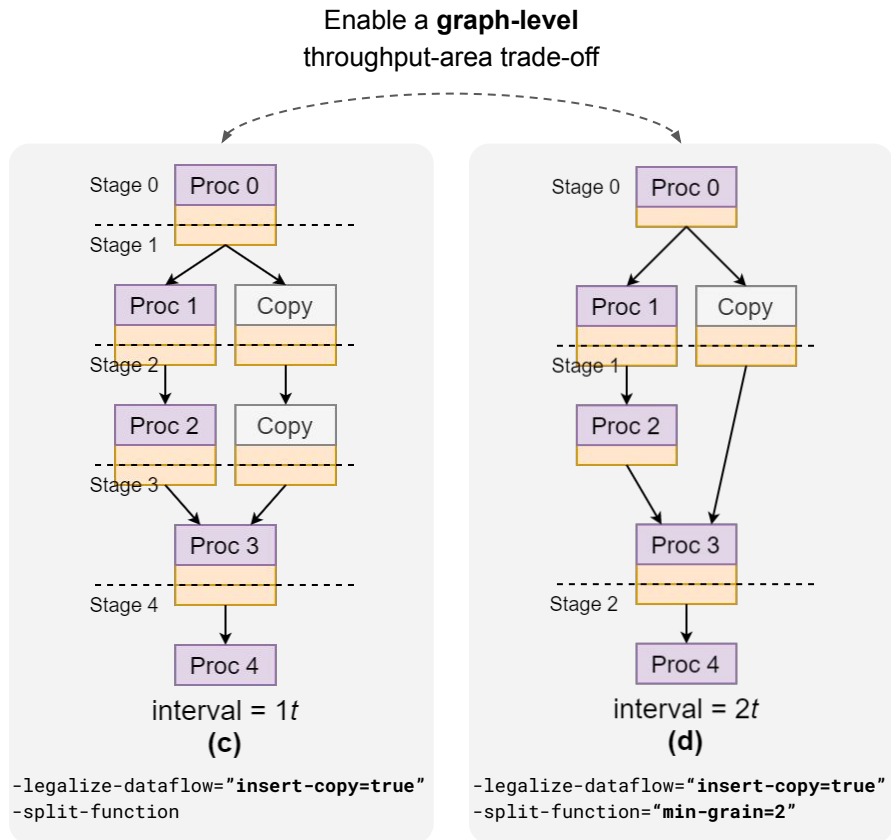 Enable a graph-level
throughput-area trade-off
Stage 0
Proc 0
Stage 1
Proc 1
Copy
Stage 2
Proc 2
Copy
Stage 3
Proc 3
Stage 4
Proc 4
interval = 1t
(c)
-legalize-dataflow=”insert-copy=true”
-split-function
Stage 0
Proc 0
Proc 1
Copy
Stage 1
Proc 2
Proc 3
Stage 2
Proc 4
interval = 2t
(d)
-legalize-dataflow=“insert-copy=true”
-split-function=“min-grain=2”